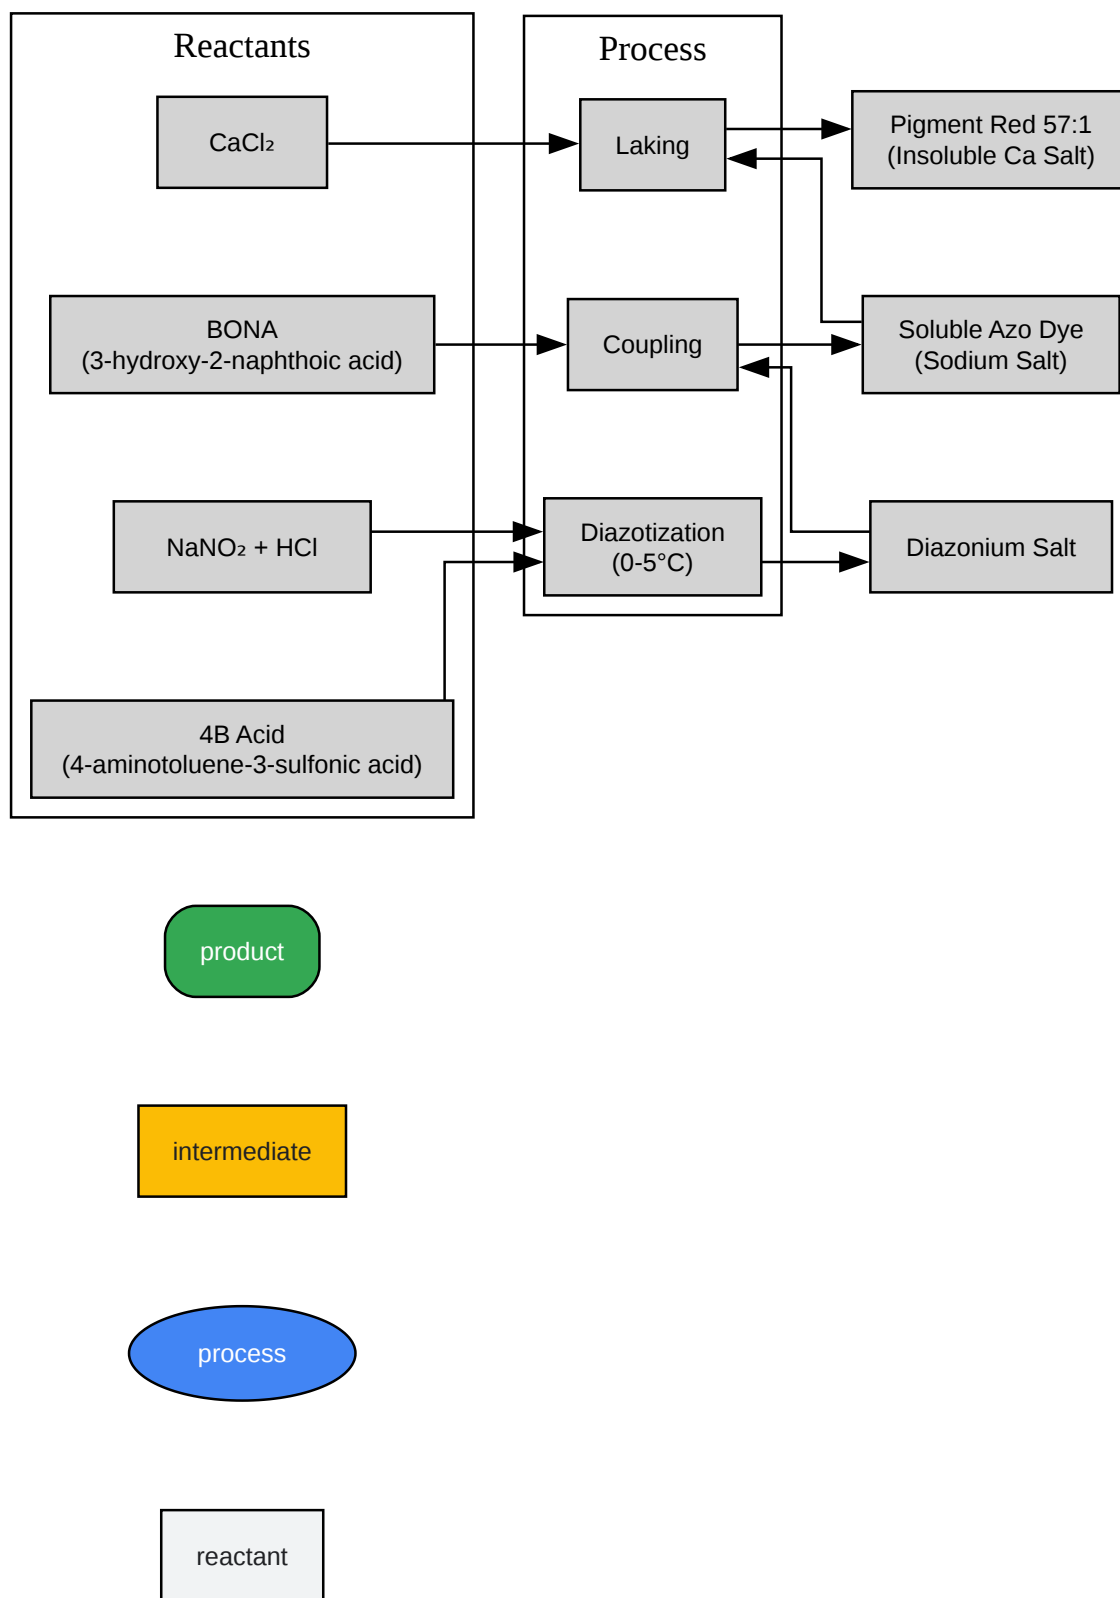 Reactants
Process
CaCl₂
Laking
Pigment Red 57:1
(Insoluble Ca Salt)
BONA
(3-hydroxy-2-naphthoic acid)
Coupling
Soluble Azo Dye
(Sodium Salt)
NaNO₂ + HCl
Diazotization
(0-5°C)
Diazonium Salt
4B Acid
(4-aminotoluene-3-sulfonic acid)
product
intermediate
process
reactant